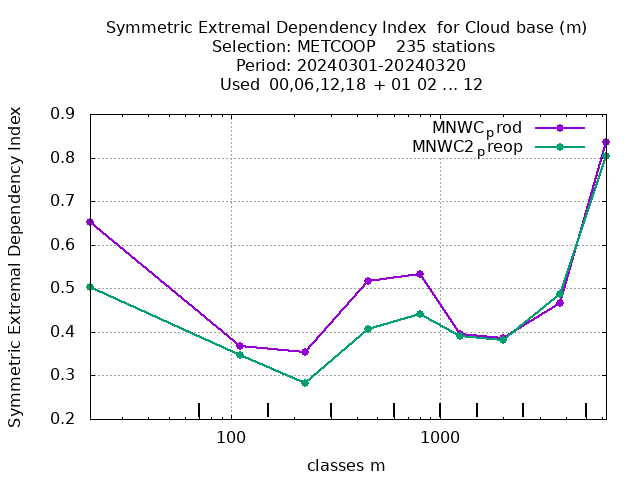 Symmetric Extremal Dependency Index for Cloud base (m)
Selection: METCOOP 235 stations
Period: 20240301-20240320
Used 00,06,12,18 + 01 02 ... 12
Symmetric Extremal Dependency Index
0.9
0.8
0.7
0.6
0.5
0.4
0.3
0.2
MNWCprod
MNWC2preop
100
1000
classes m